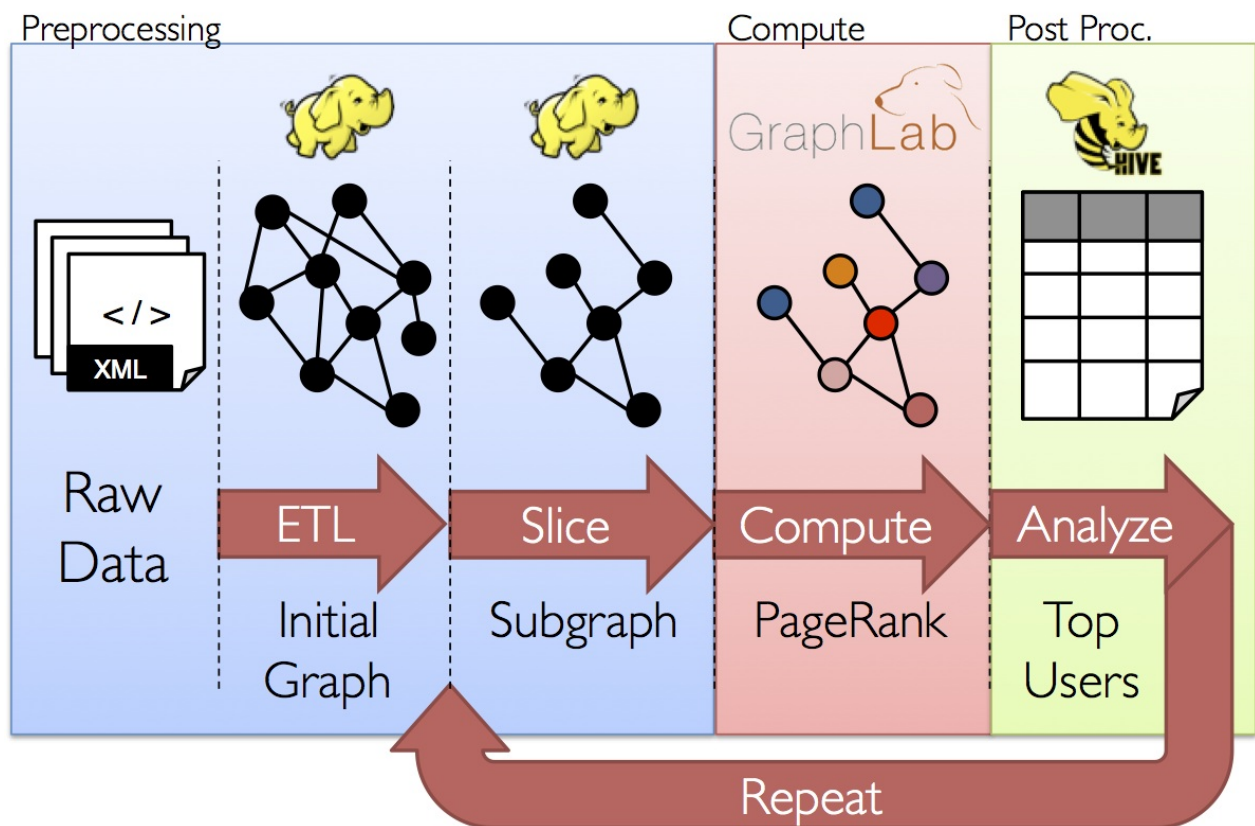 Preprocessing
Compute
Post Proc.
GraphLab
HIVE
</>
XML
Raw
Data
ETL
Slice
Compute
Analyze
Initial
Graph
Subgraph
PageRank
Top
Users
Repeat